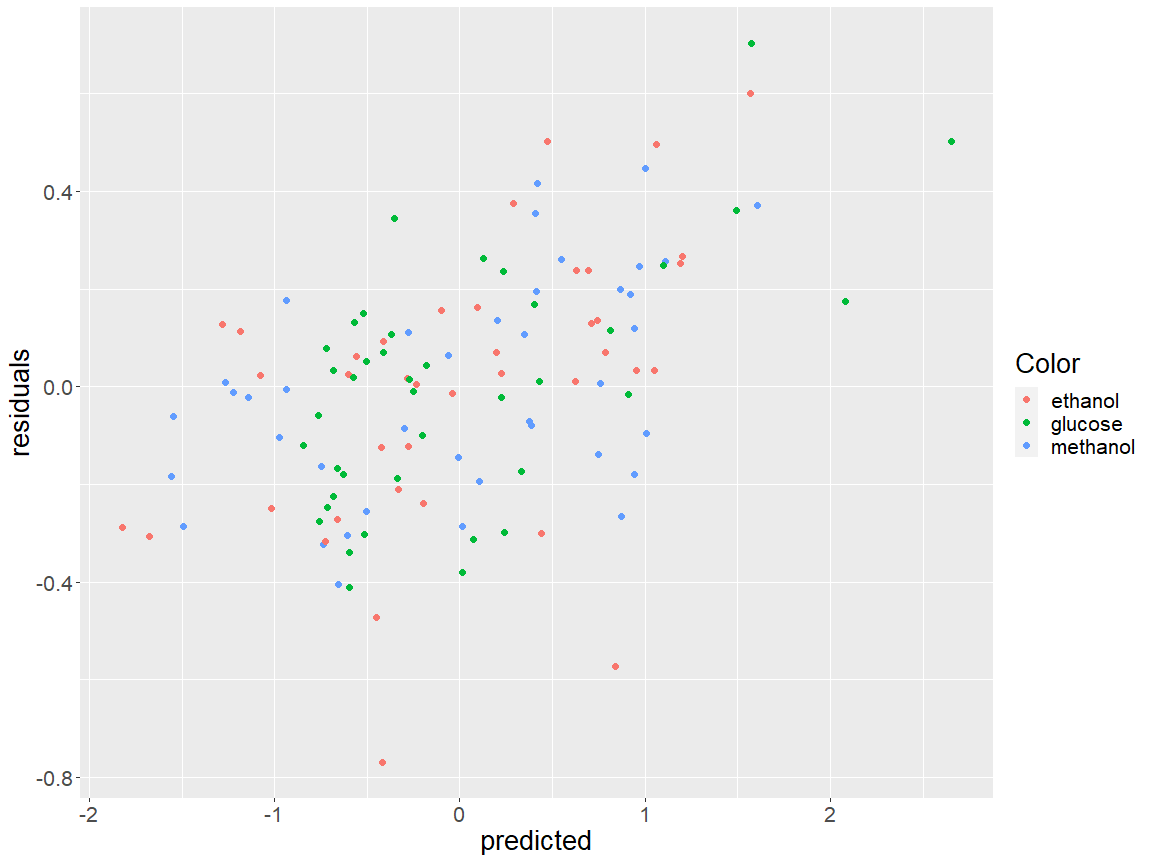 residuals
0.4
0.0
-0.4
-0.8
-2
-1
0
1
2
predicted
Color
ethanol
glucose
methanol